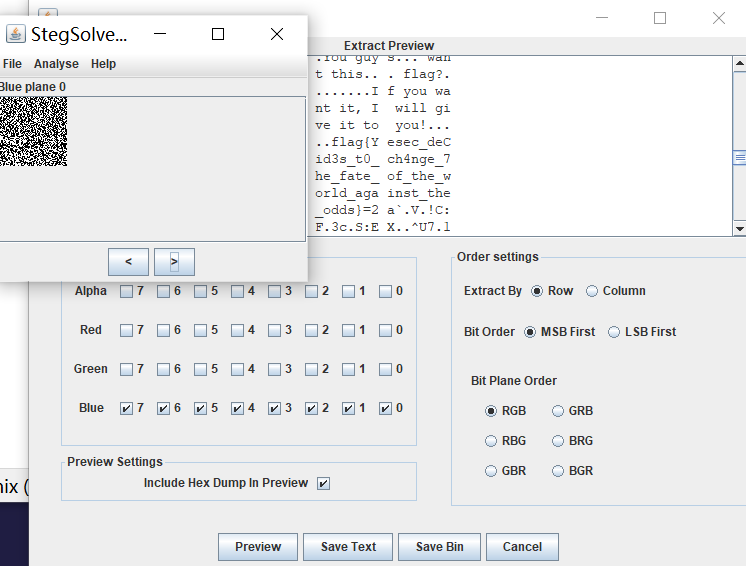 StegSolve...
File Analyse Help
Blue plane 0
< >
Extract Preview
.You guy s... wan
t this.. . flag?.
.......I f you wa
nt it, I  will gi
ve it to  you!...
..flag{Y esec_deC
id3s_t0_ ch4nge_7
he_fate_ of_the_w
orld_aga inst_the
_odds}=2 a`.V.!C:
F.3c.S:E X..^U7.l
Alpha 7 6 5 4 3 2 1 0
Red 7 6 5 4 3 2 1 0
Green 7 6 5 4 3 2 1 0
Blue 7 6 5 4 3 2 1 0
Preview Settings
Include Hex Dump In Preview
Order settings
Extract By Row Column
Bit Order MSB First LSB First
Bit Plane Order
RGB GRB
RBG BRG
GBR BGR
nix (
Preview Save Text Save Bin Cancel